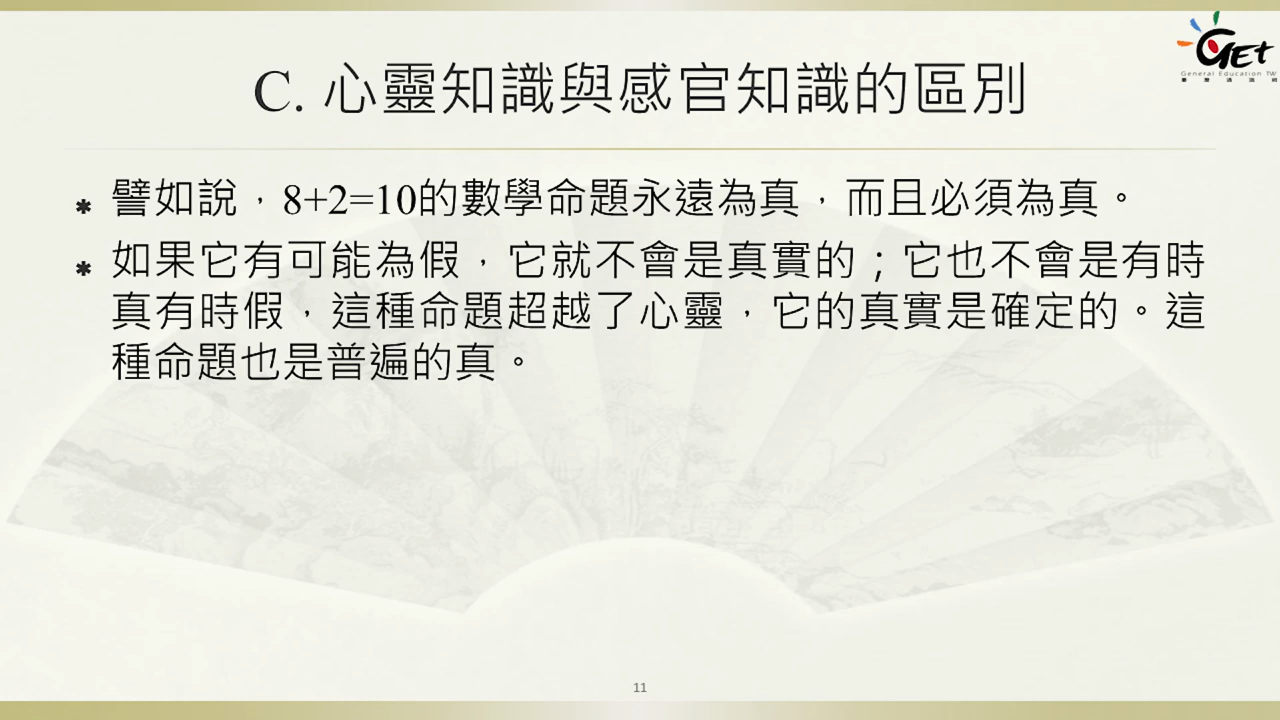 GEt
General Education TW
C. 心靈知識與感官知識的區別
* 譬如說，8+2=10的數學命題永遠為真，而且必須為真。
* 如果它有可能為假，它就不會是真實的；它也不會是有時
真有時假，這種命題超越了心靈，它的真實是確定的。這
種命題也是普遍的真。
11